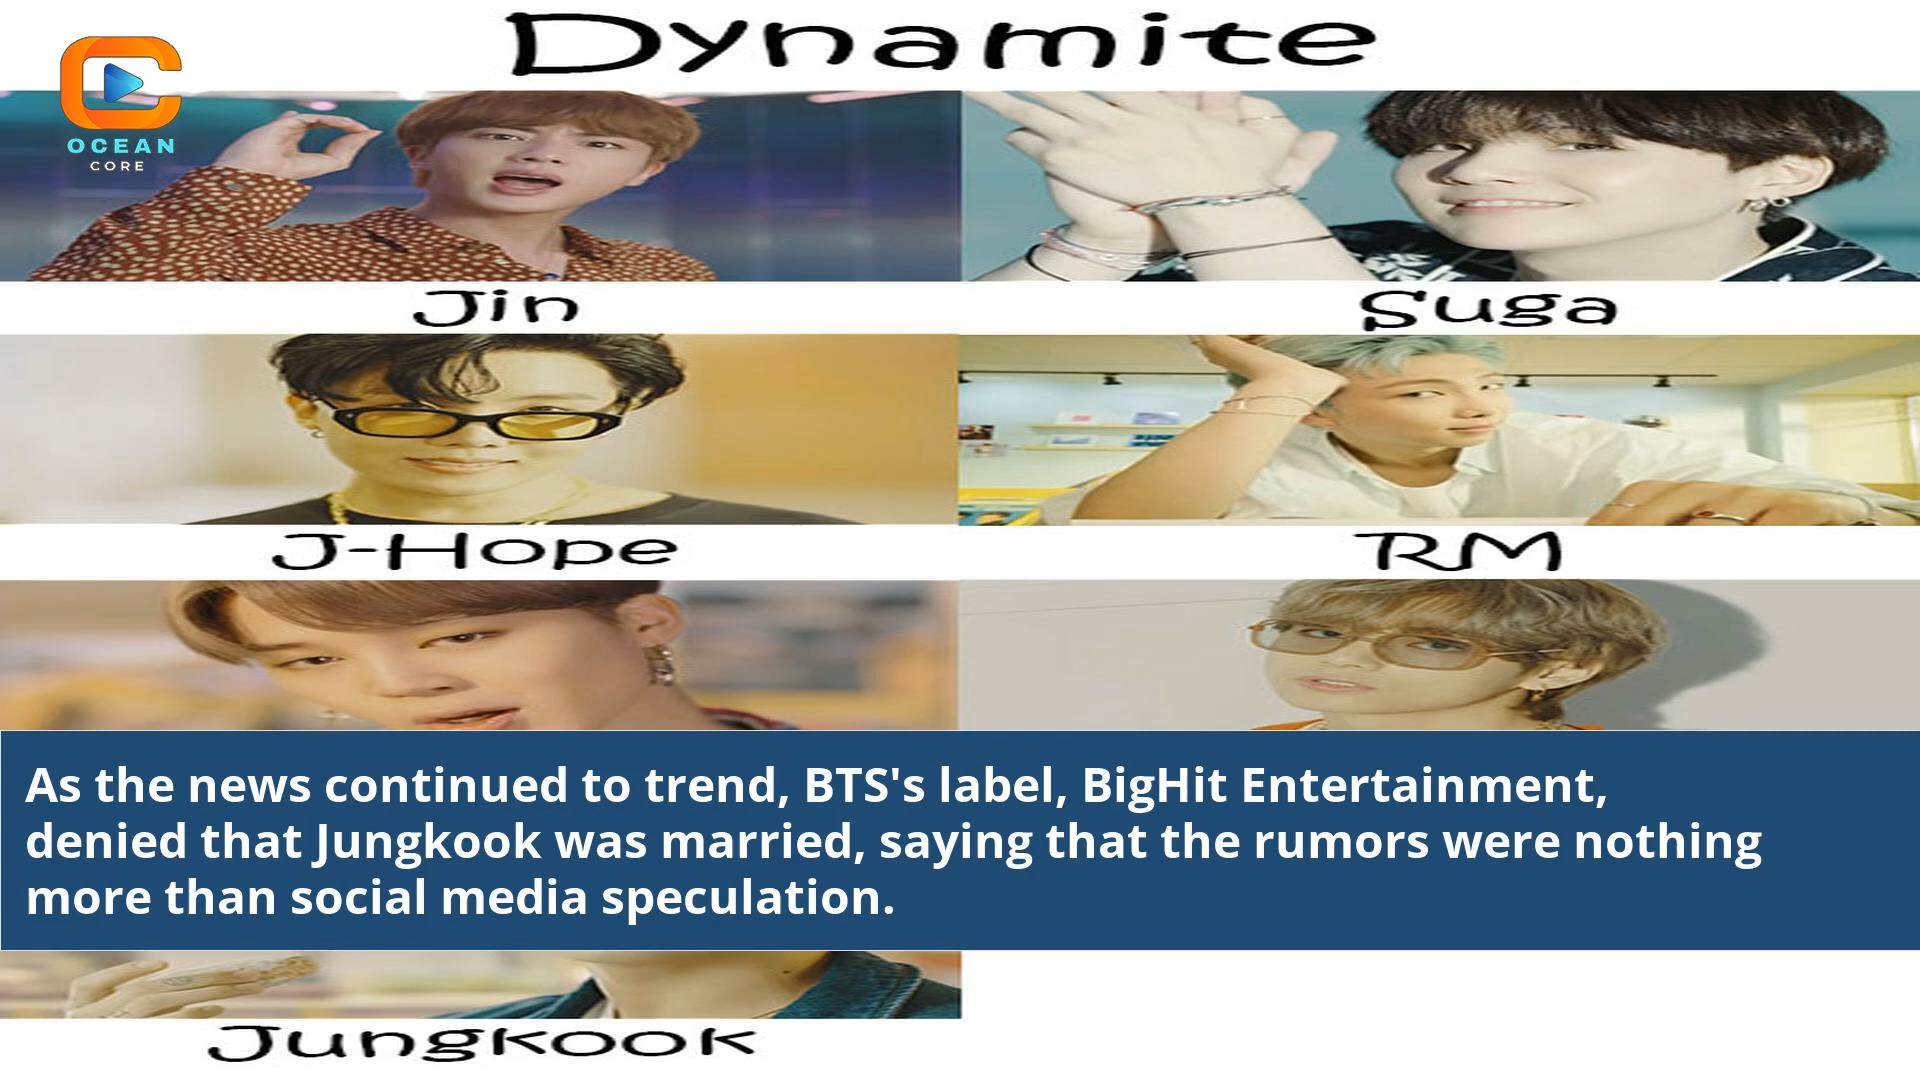 Dynamite
OCEAN
CORE
Jin
Suga
J-Hope
RM
As the news continued to trend, BTS's label, BigHit Entertainment,
denied that Jungkook was married, saying that the rumors were nothing
more than social media speculation.
Jungkook